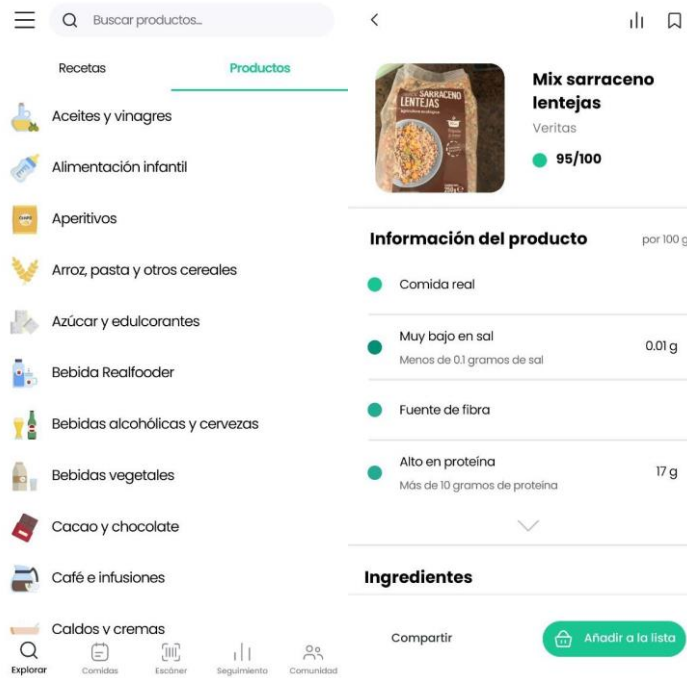 Buscar productos...
Recetas
Productos
Aceites y vinagres
Alimentación infantil
Aperitivos
Arroz, pasta y otros cereales
Azúcar y edulcorantes
Bebida Realfooder
Bebidas alcohólicas y cervezas
Bebidas vegetales
Cacao y chocolate
Café e infusiones
Caldos y cremas
Explorar
Comidas
Escáner
Seguimiento
Comunidad
SARRACENO
LENTEJAS
Mix sarraceno
lentejas
Veritas
95/100
Información del producto
por 100 g
Comida real
Muy bajo en sal
Menos de 0.1 gramos de sal
0.01 g
Fuente de fibra
Alto en proteína
Más de 10 gramos de proteína
17 g
Ingredientes
Compartir
Añadir a la lista